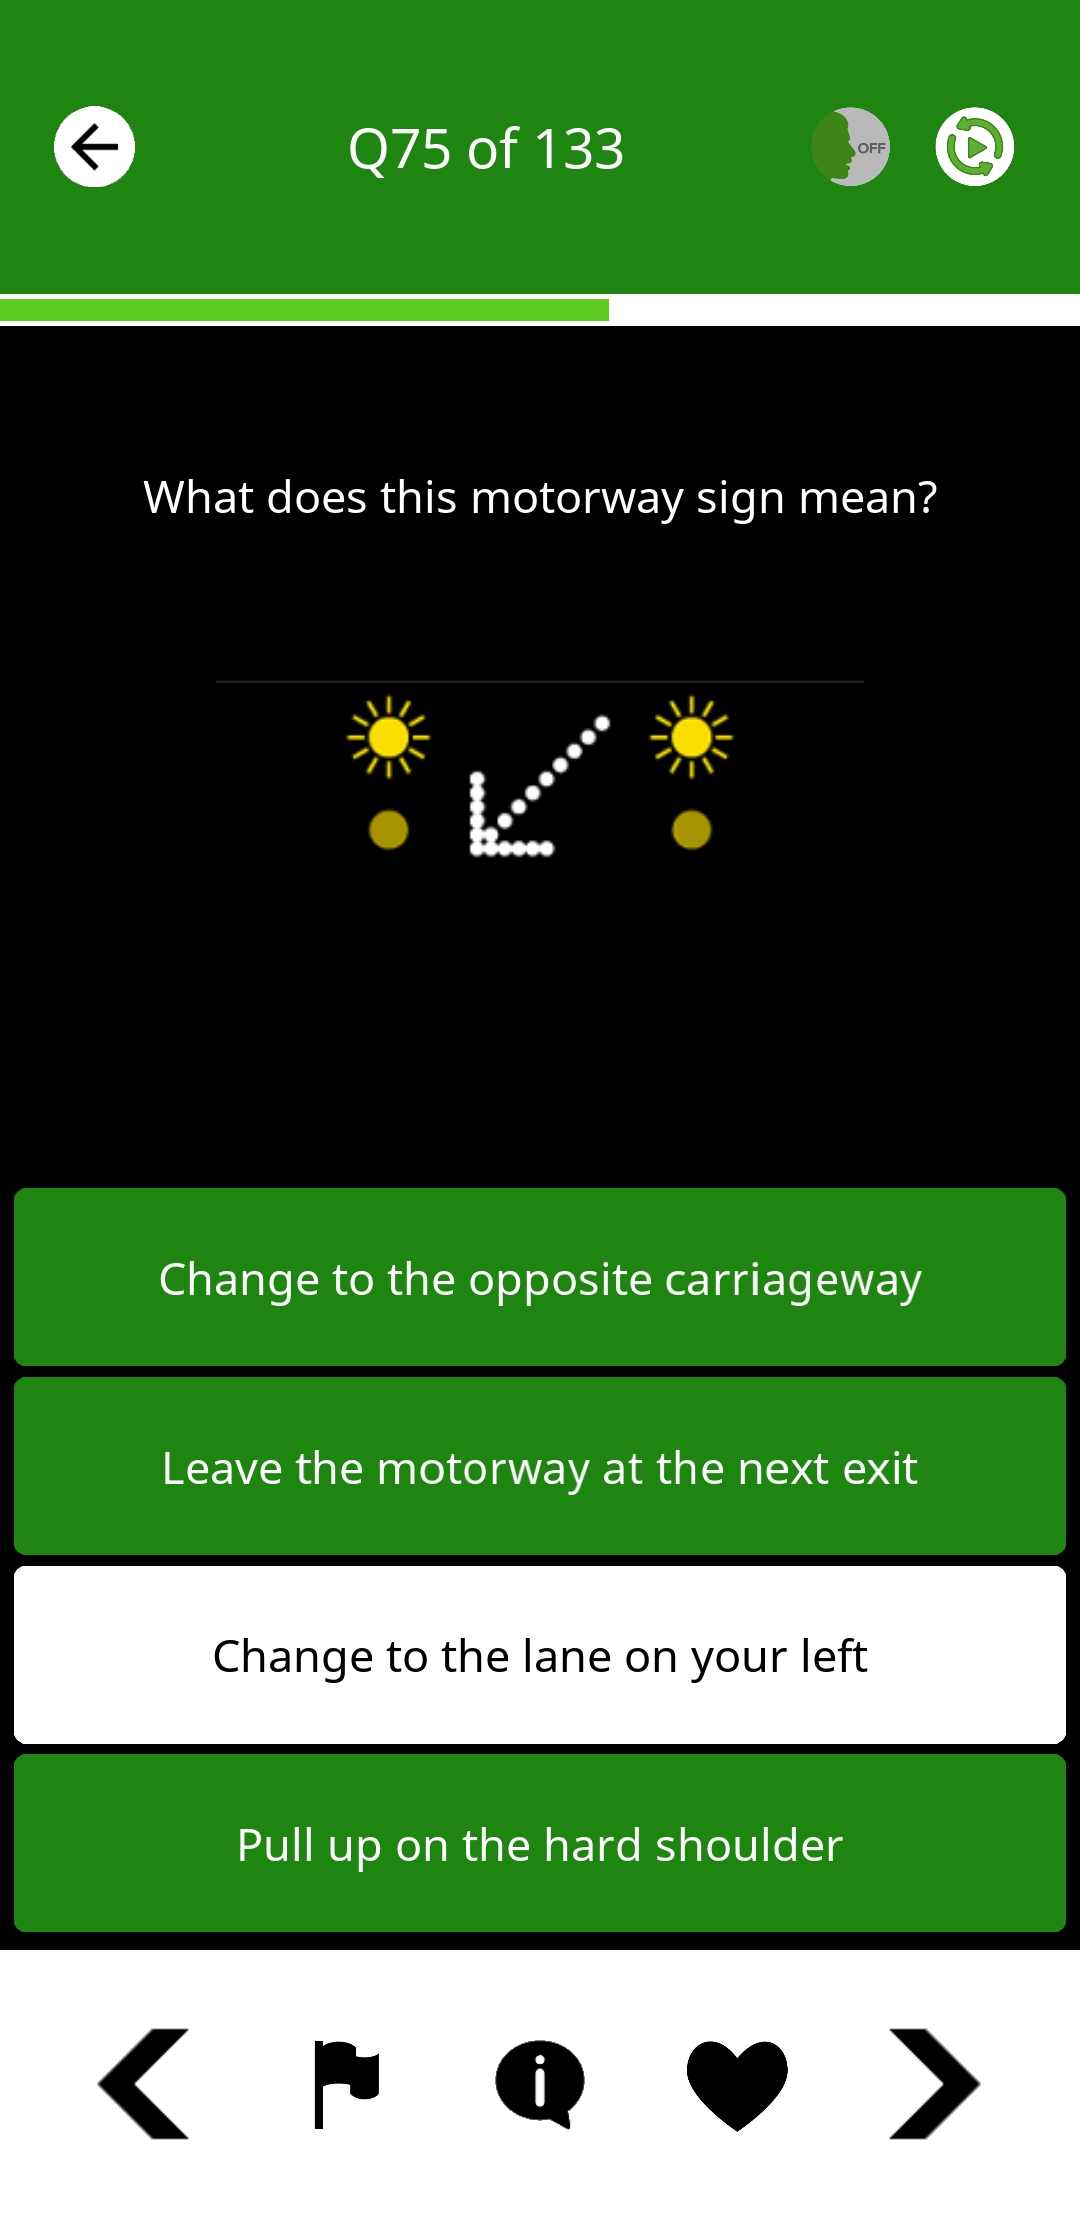 Q75 of 133
OFF
What does this motorway sign mean?
Change to the opposite carriageway
Leave the motorway at the next exit
Change to the lane on your left
Pull up on the hard shoulder